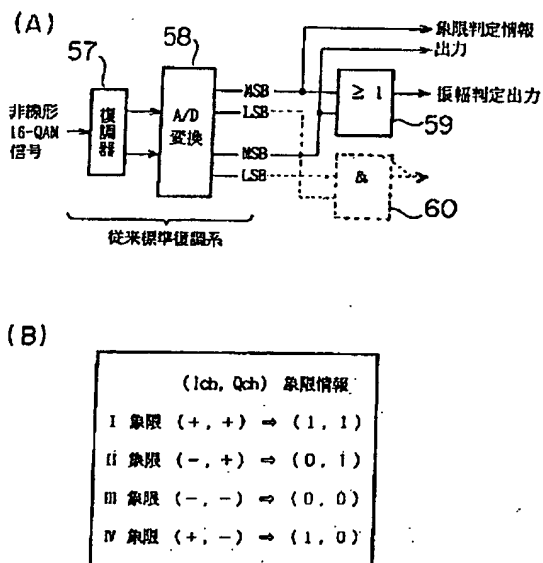 (A)
57
58
象限判定情報
出力
非線形
16-QAM
信号
復調器
A/D
変換
MSB
LSB
MSB
LSB
≥ 1
振幅判定出力
59
&
60
従来標準復調系
(B)
(Ich, Qch) 象限情報
I 象限 (+, +) ⇒ (1, 1)
II 象限 (-, +) ⇒ (0, 1)
III 象限 (-, -) ⇒ (0, 0)
IV 象限 (+, -) ⇒ (1, 0)